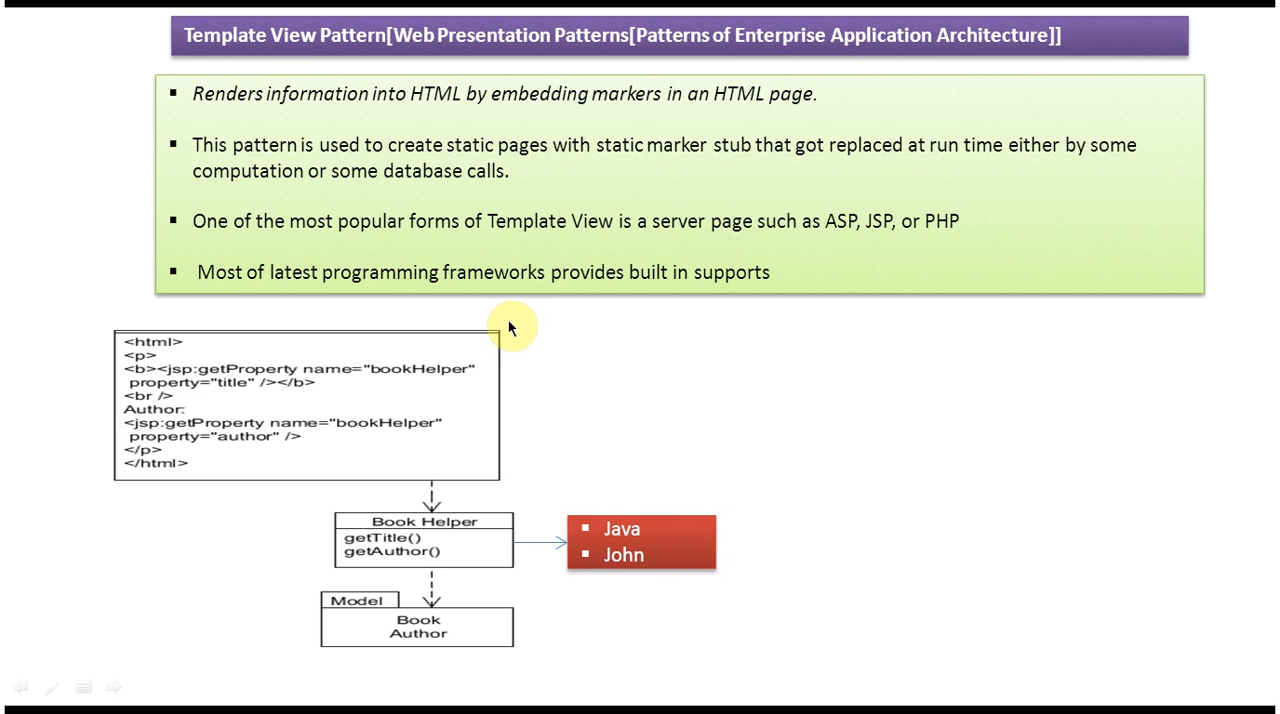 Template View Pattern[Web Presentation Patterns[Patterns of Enterprise Application Architecture]]
▪ Renders information into HTML by embedding markers in an HTML page.
▪ This pattern is used to create static pages with static marker stub that got replaced at run time either by some
computation or some database calls.
▪ One of the most popular forms of Template View is a server page such as ASP, JSP, or PHP
▪ Most of latest programming frameworks provides built in supports
<html>
<p>
<b><jsp:getProperty name="bookHelper"
property="title" /></b>
<br />
Author:
<jsp:getProperty name="bookHelper"
property="author" />
</p>
</html>
Book Helper
getTitle()
getAuthor()
▪ Java
▪ John
Model
Book
Author